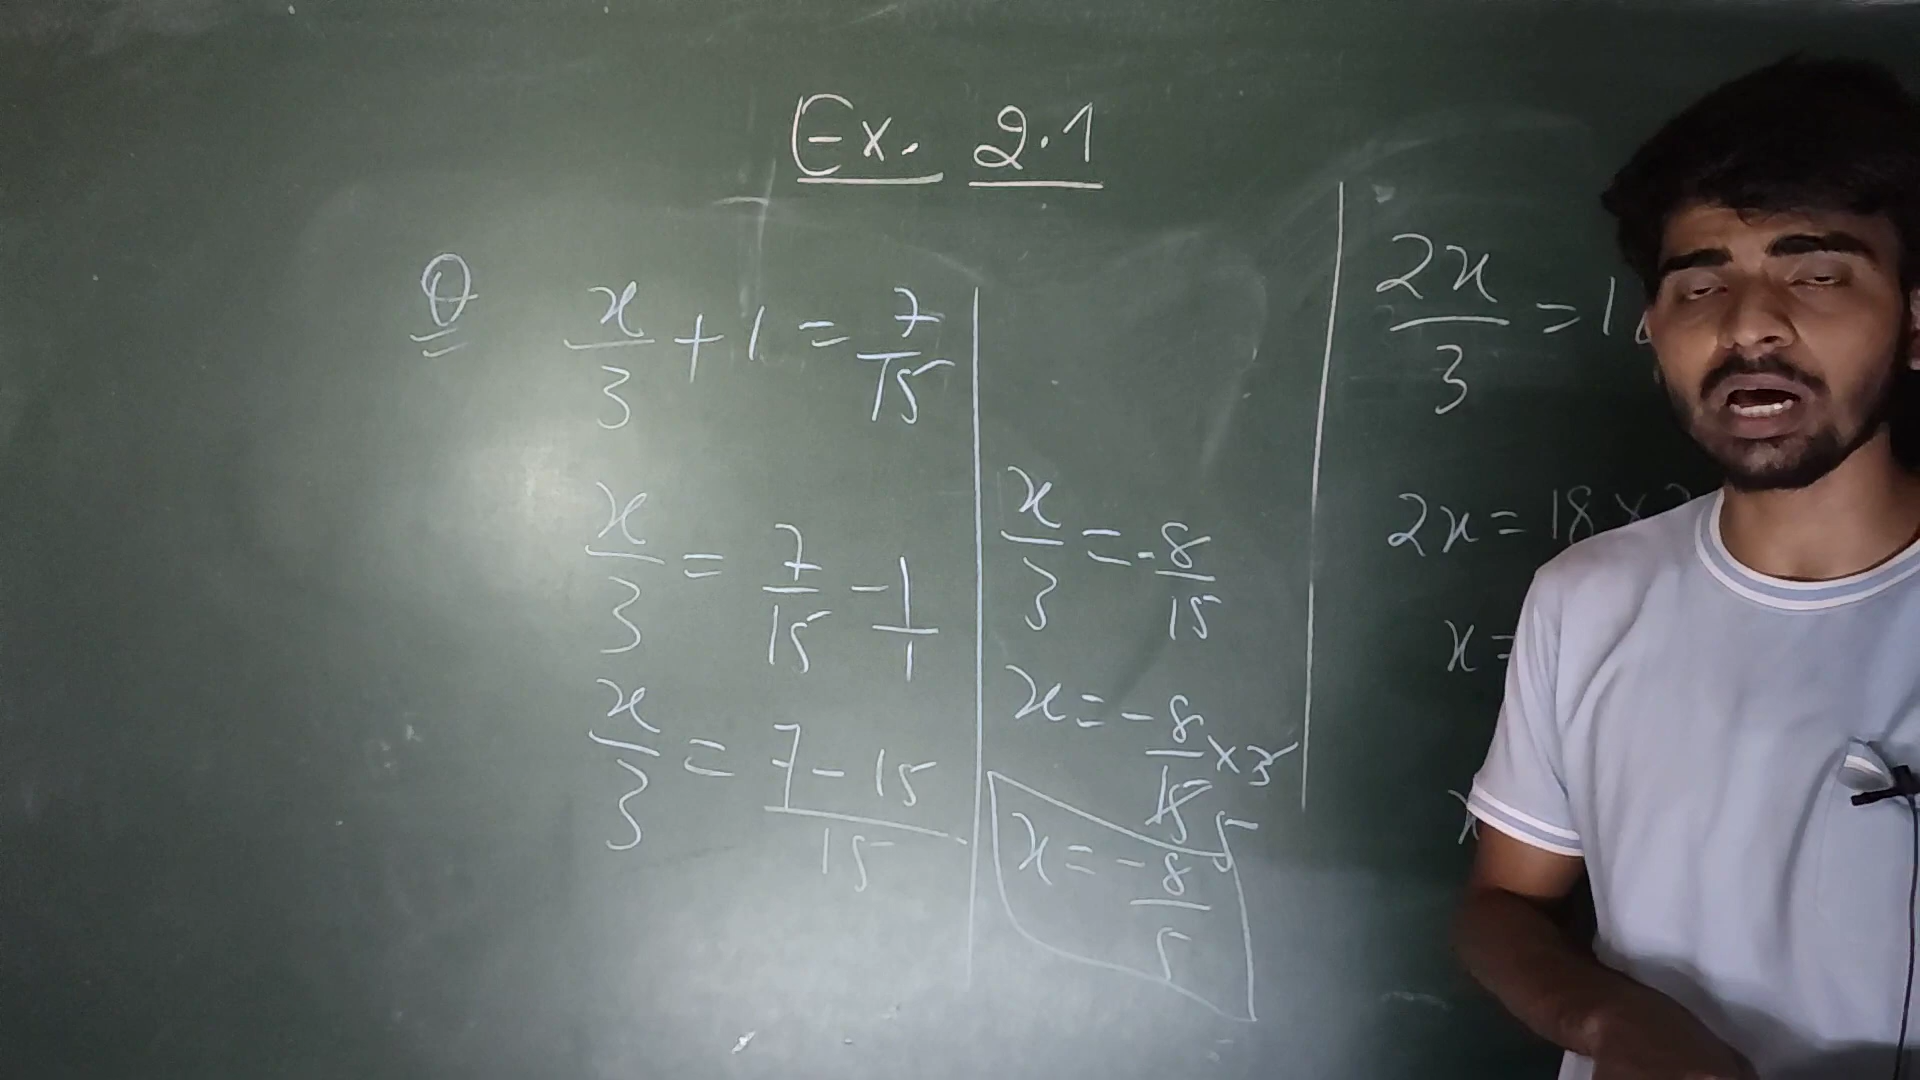 Ex. 2.1
Q x/3 + 1 = 7/15
x/3 = 7/15 - 1/1
x/3 = 7 - 15/15
x/3 = -8/15
x = -8/15 × 3
5
x = -8/5
2x/3 = 1
2x = 18 ×
x =
x